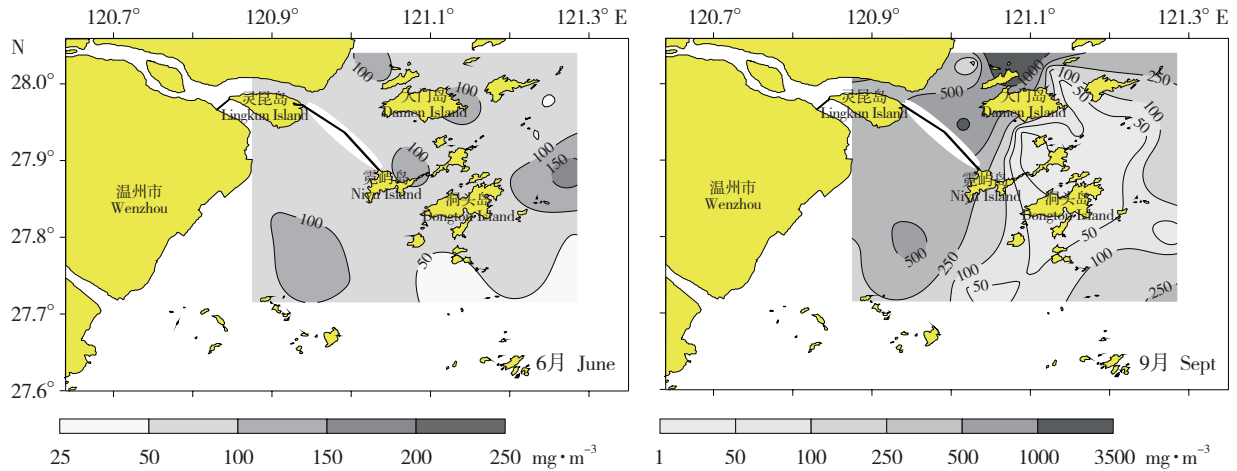 120.7° 120.9° 121.1° 121.3° E
N
28.0°
27.9°
27.8°
27.7°
27.6°
灵昆岛
Lingkun Island
大门岛
Damen Island
霓屿岛
Niyu Island
洞头岛
Dongtou Island
温州市
Wenzhou
100
100
100
100
150
100
50
6月 June
25 50 100 150 200 250 mg·m⁻³
120.7° 120.9° 121.1° 121.3° E
灵昆岛
Lingkun Island
大门岛
Damen Island
霓屿岛
Niyu Island
洞头岛
Dongtou Island
温州市
Wenzhou
500
1000
100
50
250
100
50
500
250
100
50
50
100
250
9月 Sept
1 50 100 250 500 1000 3500 mg·m⁻³